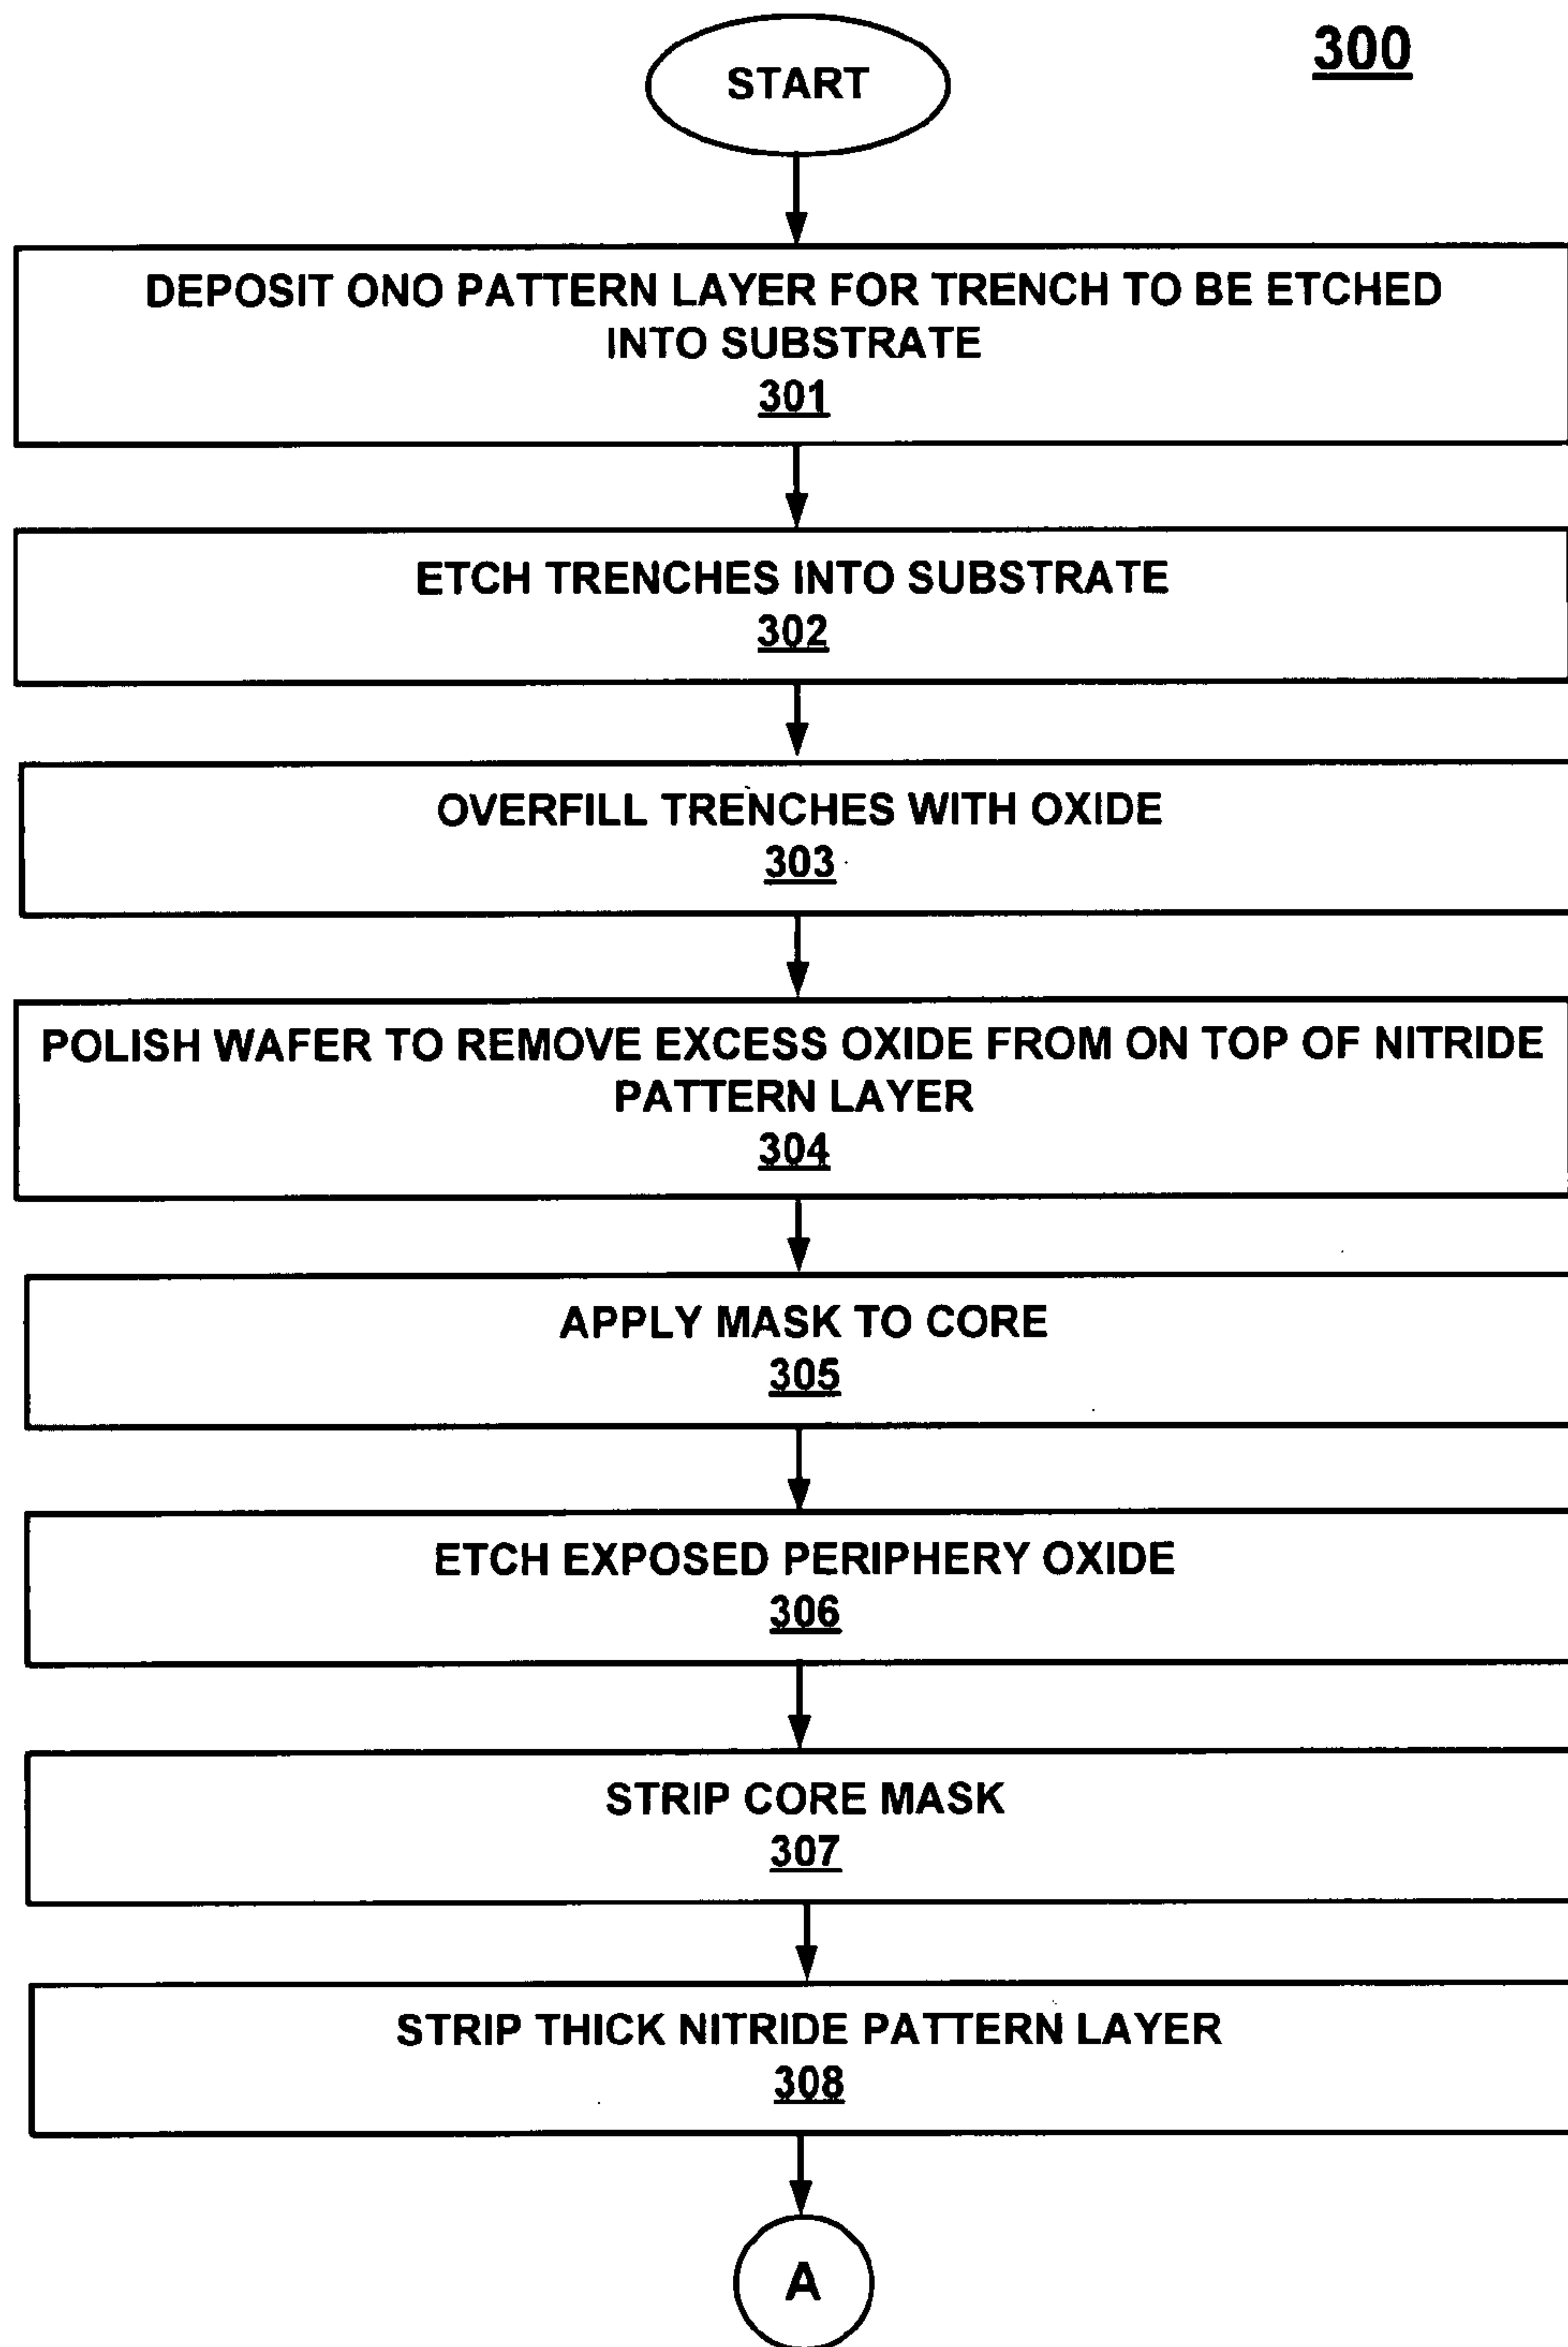 300
START
DEPOSIT ONO PATTERN LAYER FOR TRENCH TO BE ETCHED
INTO SUBSTRATE
301
ETCH TRENCHES INTO SUBSTRATE
302
OVERFILL TRENCHES WITH OXIDE
303
POLISH WAFER TO REMOVE EXCESS OXIDE FROM ON TOP OF NITRIDE
PATTERN LAYER
304
APPLY MASK TO CORE
305
ETCH EXPOSED PERIPHERY OXIDE
306
STRIP CORE MASK
307
STRIP THICK NITRIDE PATTERN LAYER
308
A